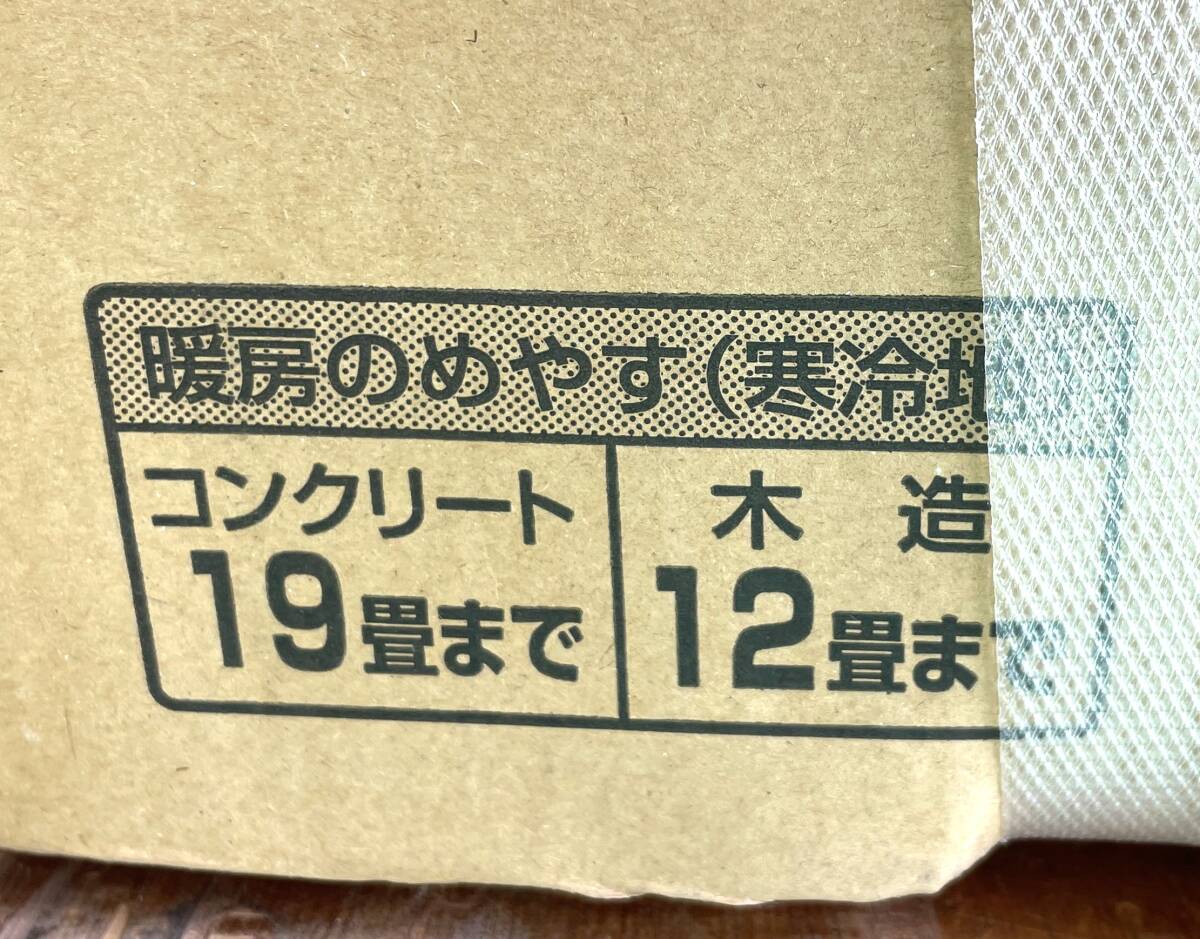 暖房のめやす(寒冷地
コンクリート
19畳まで
木造
12畳まで